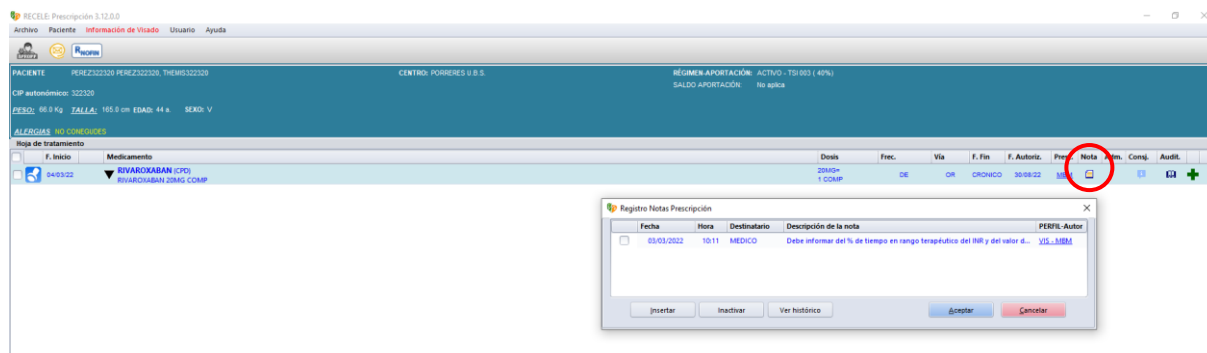 RECELE: Prescripción 3.12.0.0
Archivo Paciente Información de Visado Usuario Ayuda
RNOFIN
PACIENTE PEREZ322320 PEREZ322320, THEMIS322320 CENTRO: PORRERES U.B.S. RÉGIMEN-APORTACIÓN: ACTIVO - TSI 003 ( 40%)
SALDO APORTACIÓN: No aplica
CIP autonómico: 322320
PESO: 66.0 Kg TALLA: 165.0 cm EDAD: 44 a. SEXO: V
ALERGIAS NO CONEGUDES
Hoja de tratamiento
F. Inicio Medicamento Dosis Frec. Vía F. Fin F. Autoriz. Nota Adm. Consj. Audit.
04/03/22 RIVAROXABAN (CPD) 20MG= DE OR CRONICO 30/08/22 MBM
RIVAROXABAN 20MG COMP 1 COMP
Registro Notas Prescripción
Fecha Hora Destinatario Descripción de la nota PERFIL-Autor
03/03/2022 10:11 MEDICO Debe informar del % de tiempo en rango terapéutico del INR y del valor d... VIS - MBM
Insertar Inactivar Ver histórico Aceptar Cancelar